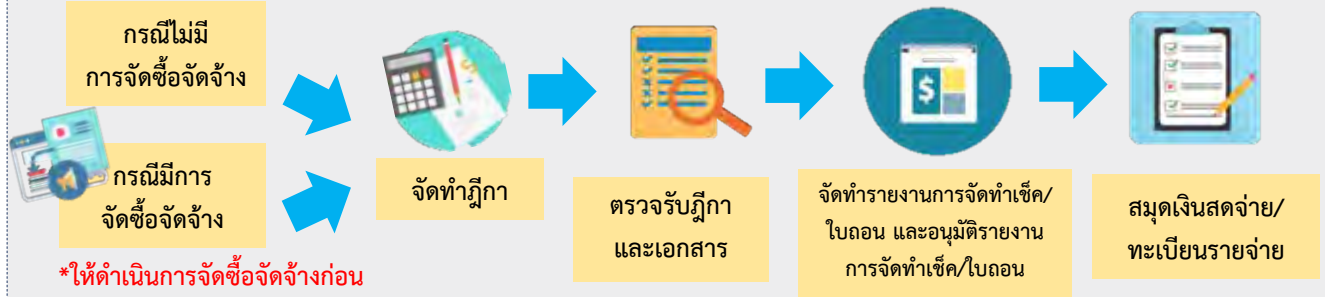 กรณีไม่มี
การจัดซื้อจัดจ้าง
กรณีมีการ
จัดซื้อจัดจ้าง
*ให้ดำเนินการจัดซื้อจัดจ้างก่อน
จัดทำฎีกา
ตรวจรับฎีกา
และเอกสาร
จัดทำรายงานการจัดทำเช็ค/
ใบถอน และอนุมัติรายงาน
การจัดทำเช็ค/ใบถอน
สมุดเงินสดจ่าย/
ทะเบียนรายจ่าย